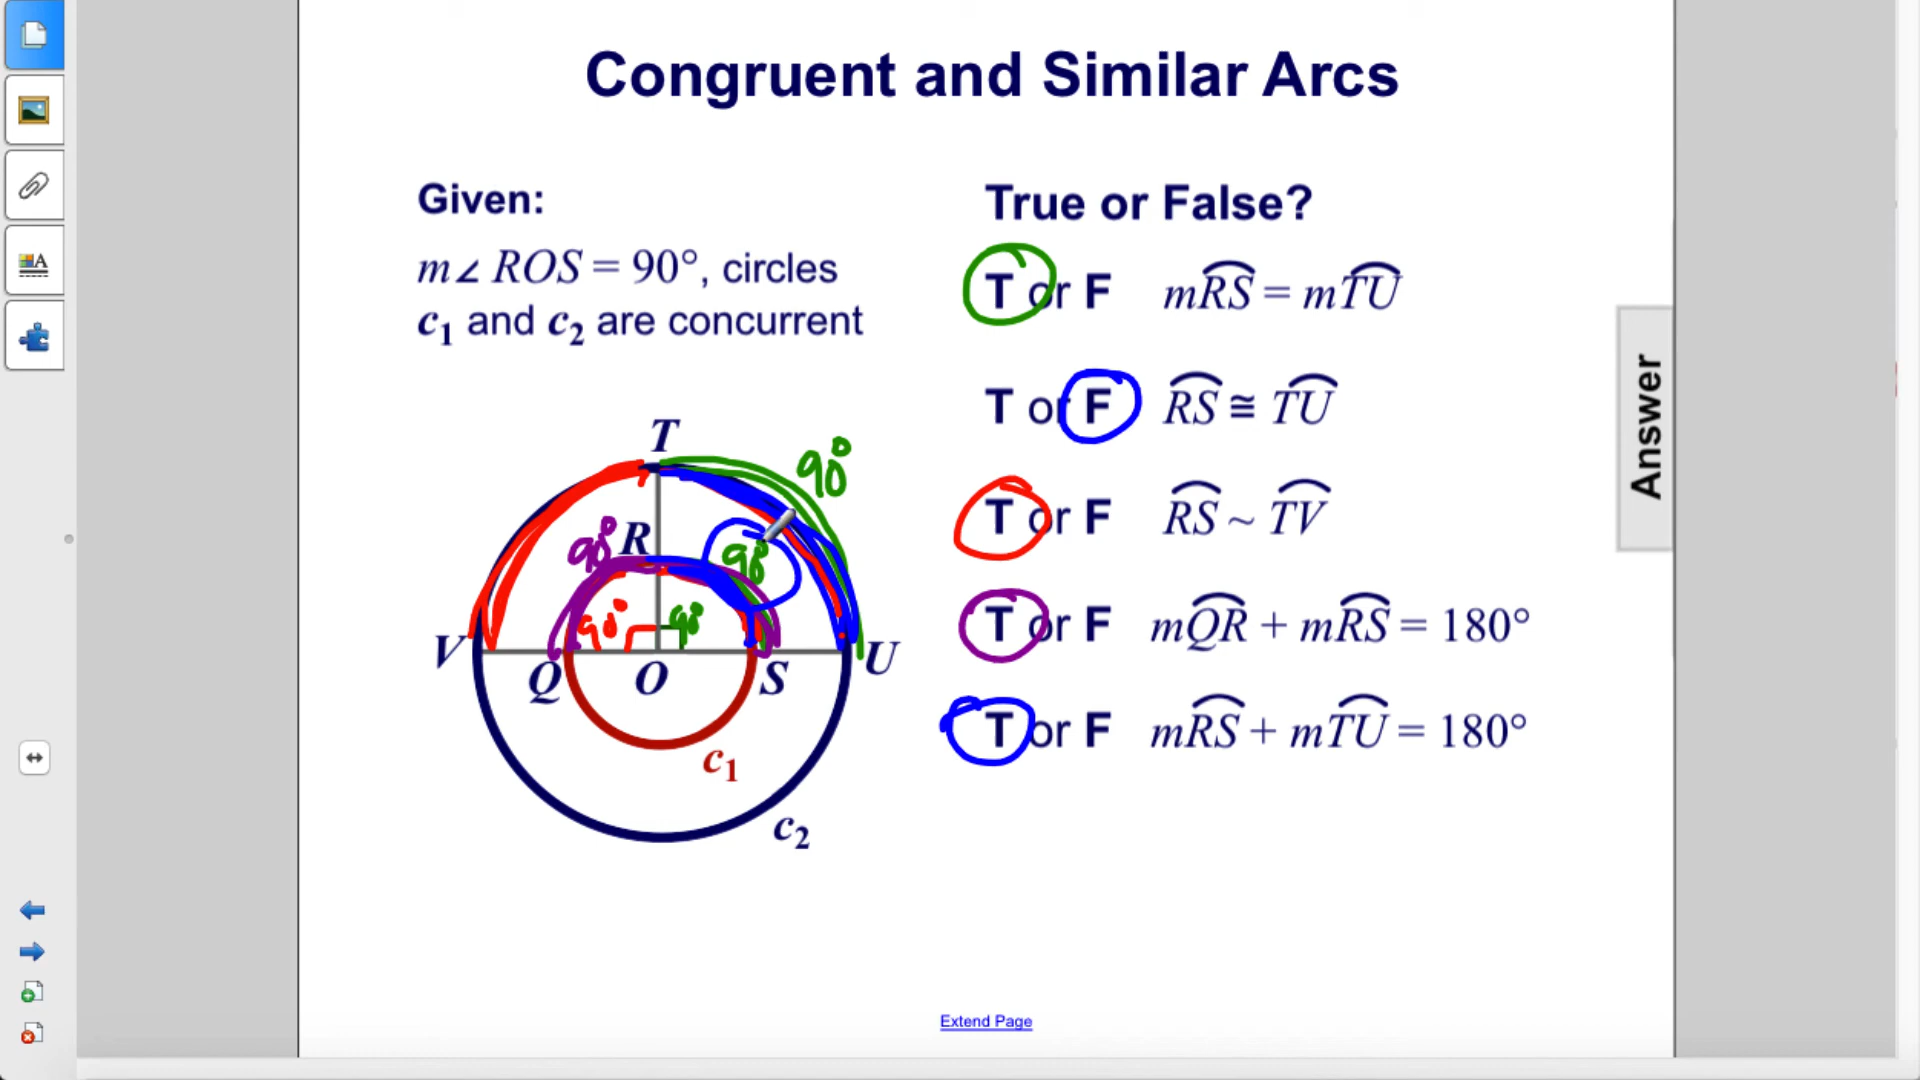 Congruent and Similar Arcs
Given:
m∠ ROS = 90°, circles
c₁ and c₂ are concurrent
True or False?
T or F mRS = mTU
T or F RS ≅ TU
T or F RS ~ TV
T or F mQR + mRS = 180°
T or F mRS + mTU = 180°
T
90°
90°
R
90°
90°
90°
V
Q
O
S
U
c₁
c₂
Answer
Extend Page